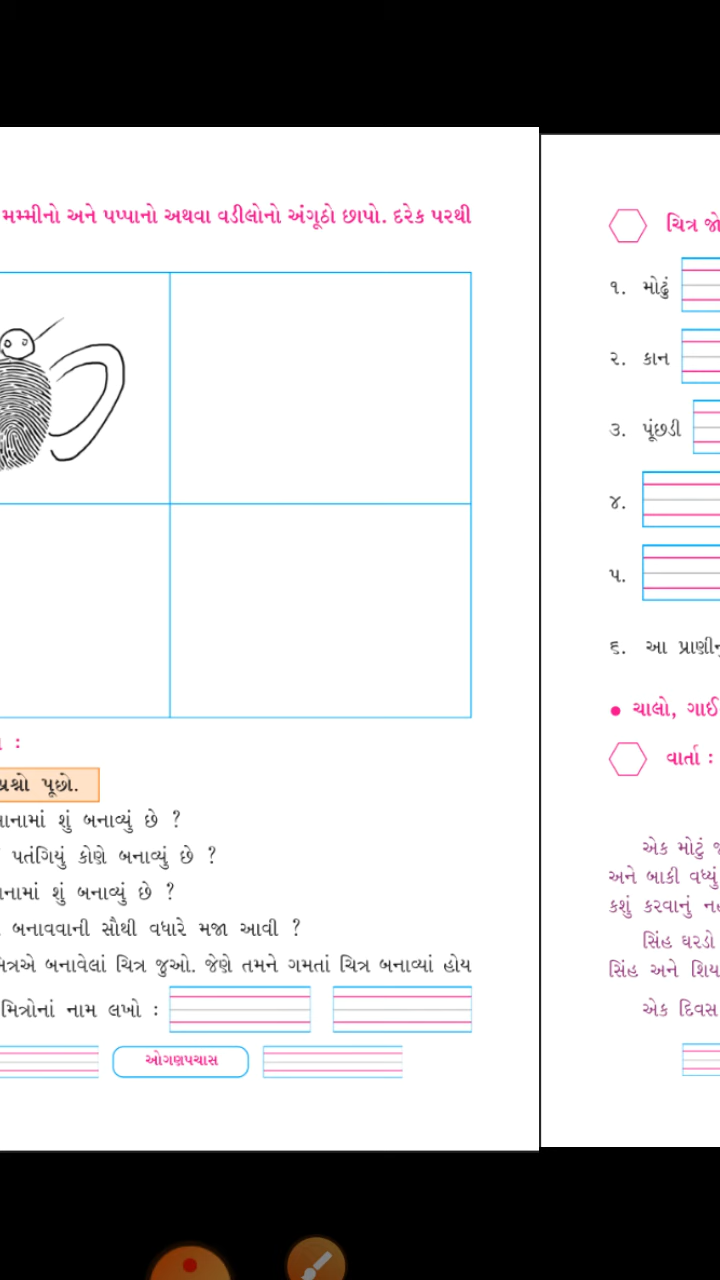 મમ્મીનો અને પપ્પાનો અથવા વડીલોનો અંગૂઠો છાપો. દરેક પરથી
:
પ્રશ્નો પૂછો.
શું બનાવ્યું છે ?
પતંગિયું કોણે બનાવ્યું છે ?
શું બનાવ્યું છે ?
બનાવવાની સૌથી વધારે મજા આવી ?
બનાવેલાં ચિત્ર જુઓ. જેણે તમને ગમતાં ચિત્ર બનાવ્યાં હોય
મિત્રોનાં નામ લખો :
ઓગણપચાસ
ચિત્ર જો
૧. મોઢું
૨. કાન
૩. પૂંછડી
૪.
૫.
૬. આ પ્રાણીનુ
• ચાલો, ગાઈ
વાર્તા :
એક મોટું
અને બાકી વધ્યું
કશું કરવાનું
સિંહ ઘરડો
સિંહ અને શિય
એક દિવસ